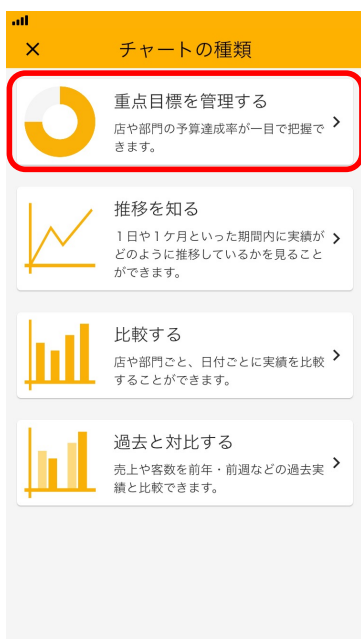 チャートの種類
重点目標を管理する
店や部門の予算達成率が一目で把握で
きます。
推移を知る
１日や１ケ月といった期間内に実績が
どのように推移しているかを見ること
ができます。
比較する
店や部門ごと、日付ごとに実績を比較
することができます。
過去と対比する
売上や客数を前年・前週などの過去実
績と比較できます。